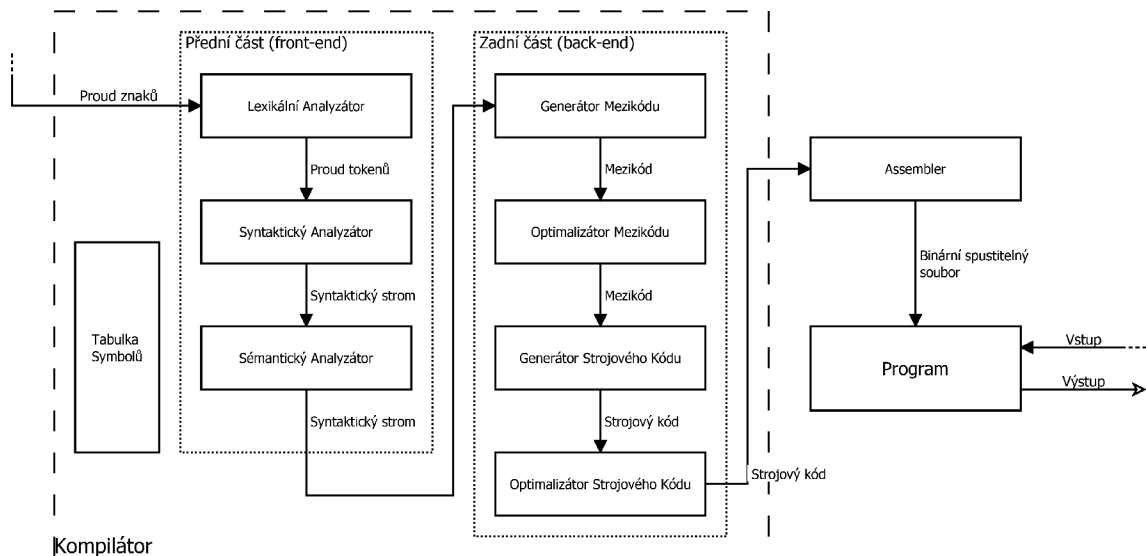 Přední část (front-end)
Zadní část (back-end)
Proud znaků
Lexikální Analyzátor
Proud tokenů
Syntaktický Analyzátor
Syntaktický strom
Sémantický Analyzátor
Syntaktický strom
Tabulka
Symbolů
Generátor Mezikódu
Mezikód
Optimalizátor Mezikódu
Mezikód
Generátor Strojového Kódu
Strojový kód
Optimalizátor Strojového Kódu
Strojový kód
Assembler
Binární spustitelný
soubor
Program
Vstup
Výstup
Kompilátor